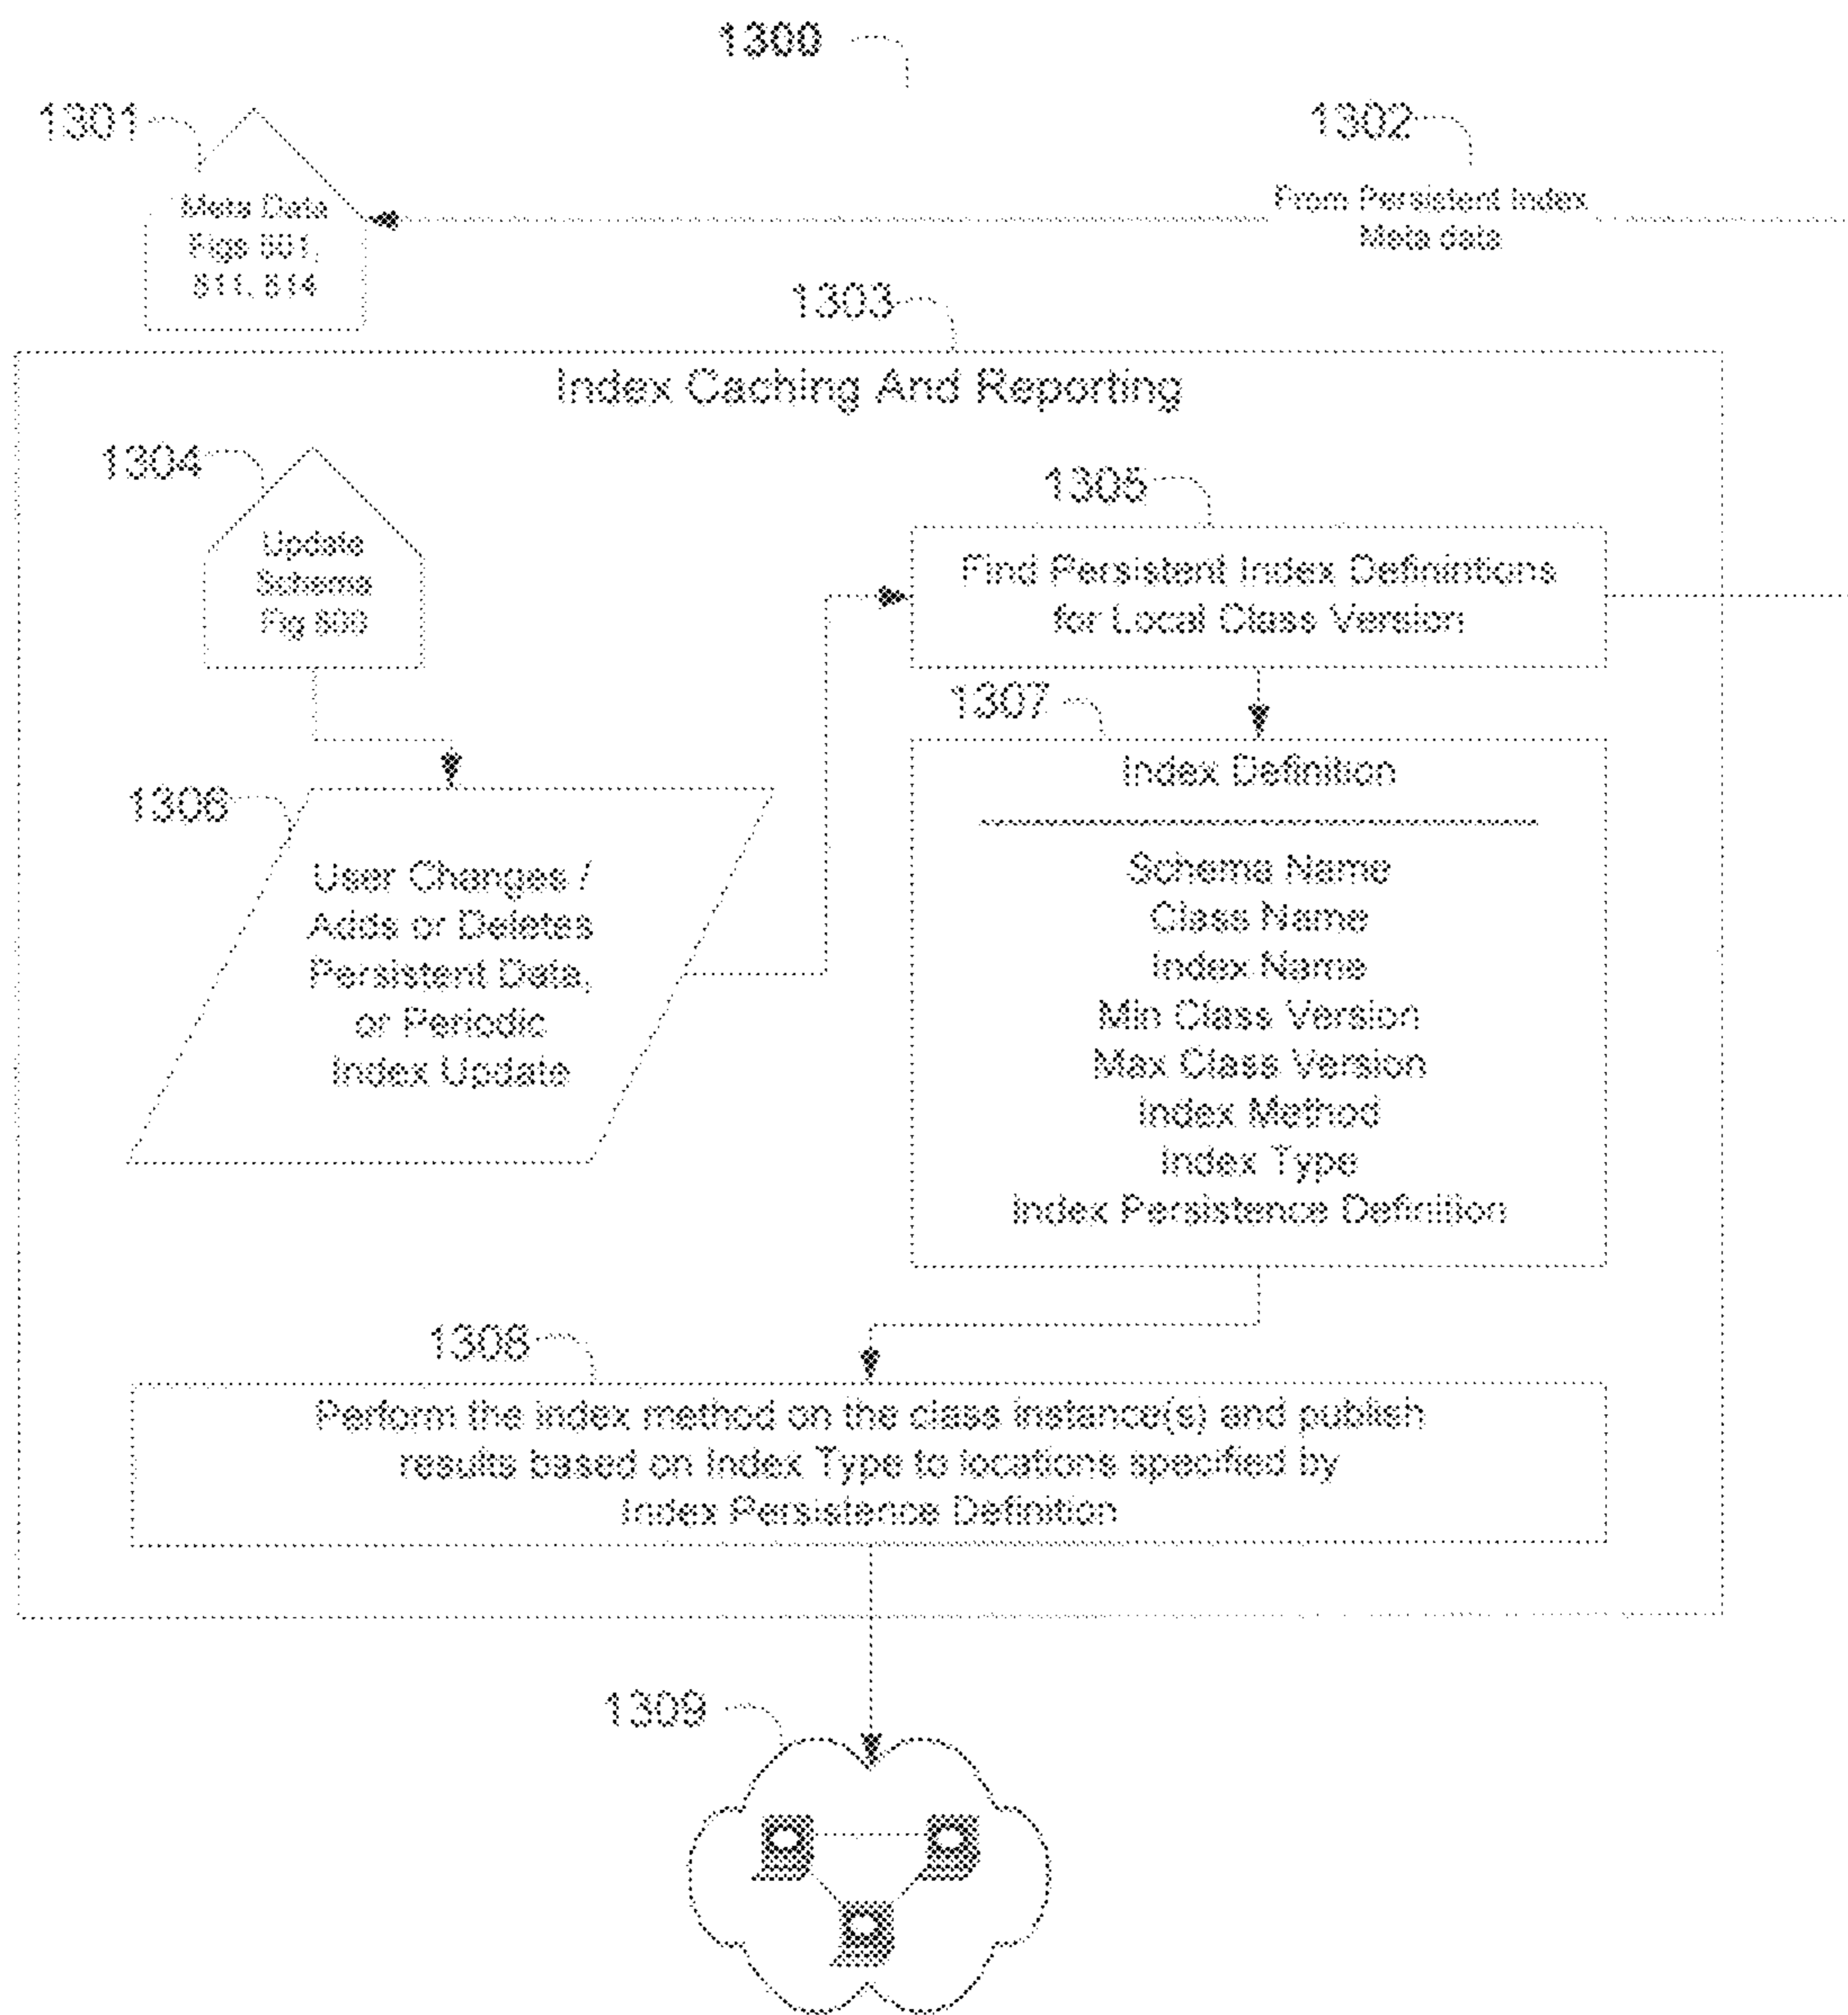 1300
1301
1302
Meta Data
Figs 801,
811, 814
From Persistent Index
Meta data
1303
Index Caching And Reporting
1304
Update
Schema
Fig 800
1305
Find Persistent Index Definintions
for Local Class Version
1306
User Changes /
Adds or Deletes
Persistent Data,
or Periodic
Index Update
1307
Index Definition
Schema Name
Class Name
Index Name
Min Class Version
Max Class Version
Index Method
Index Type
Index Persistence Definition
1308
Perform the index method on the class instance(s) and publish
results based on Index Type to locations specified by
Index Persistence Definition
1309